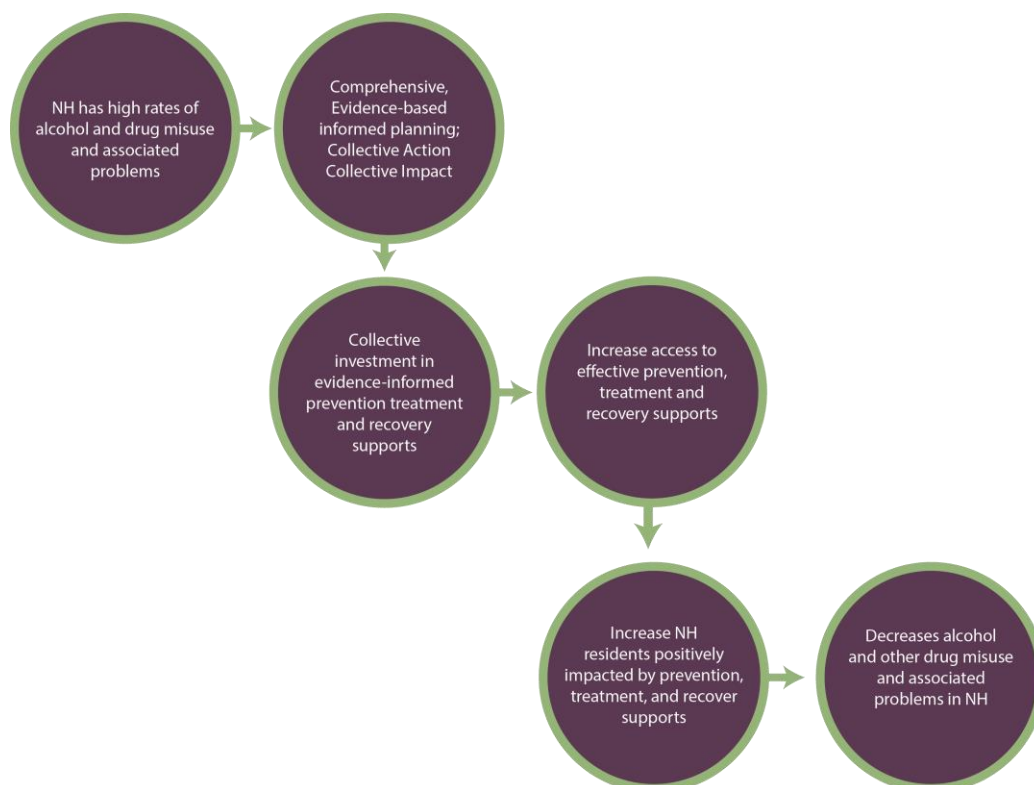 NH has high rates of
alcohol and drug misuse
and associated
problems
Comprehensive,
Evidence-based
informed planning;
Collective Action
Collective Impact
Collective
investment in
evidence-informed
prevention treatment
and recovery
supports
Increase access to
effective prevention,
treatment and
recovery supports
Increase NH
residents positively
impacted by prevention,
treatment, and recover
supports
Decreases alcohol
and other drug misuse
and associated
problems in NH